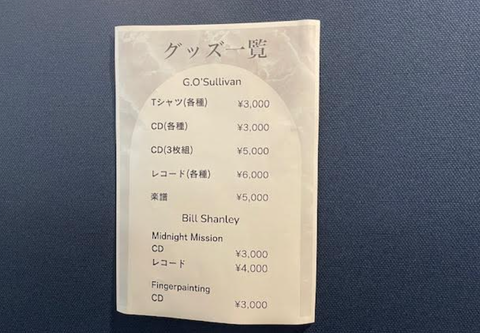 グッズ一覧
G.O'Sullivan
Tシャツ(各種) ¥3,000
CD(各種) ¥3,000
CD(3枚組) ¥5,000
レコード(各種) ¥6,000
楽譜 ¥5,000
Bill Shanley
Midnight Mission
CD ¥3,000
レコード ¥4,000
Fingerpainting
CD ¥3,000